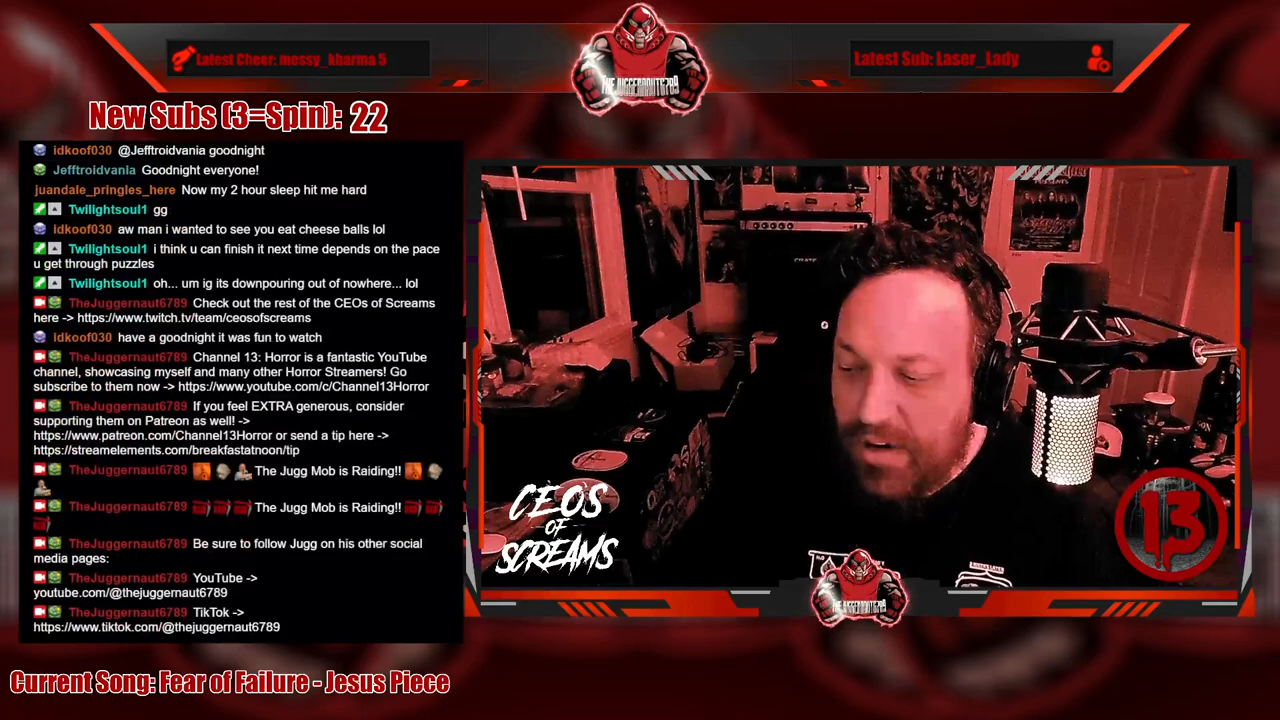 Latest Cheer: messy_kharma 5
THEJUGGERNAUT6789
Latest Sub: Laser_Lady
New Subs (3=Spin): 22
idkoof030 @Jefftroidvania goodnight
Jefftroidvania Goodnight everyone!
juandale_pringles_here Now my 2 hour sleep hit me hard
Twilightsoul1 gg
idkoof030 aw man i wanted to see you eat cheese balls lol
Twilightsoul1 i think u can finish it next time depends on the pace
u get through puzzles
Twilightsoul1 oh... um ig its downpouring out of nowhere... lol
TheJuggernaut6789 Check out the rest of the CEOs of Screams
here -> https://www.twitch.tv/team/ceosofscreams
idkoof030 have a goodnight it was fun to watch
TheJuggernaut6789 Channel 13: Horror is a fantastic YouTube
channel, showcasing myself and many other Horror Streamers! Go
subscribe to them now -> https://www.youtube.com/c/Channel13Horror
TheJuggernaut6789 If you feel EXTRA generous, consider
supporting them on Patreon as well! ->
https://www.patreon.com/Channel13Horror or send a tip here ->
https://streamelements.com/breakfastatnoon/tip
TheJuggernaut6789 The Jugg Mob is Raiding!!
TheJuggernaut6789 The Jugg Mob is Raiding!!
TheJuggernaut6789 Be sure to follow Jugg on his other social
media pages:
TheJuggernaut6789 YouTube ->
youtube.com/@thejuggernaut6789
TheJuggernaut6789 TikTok ->
https://www.tiktok.com/@thejuggernaut6789
CRATE
CEOS
OF
SCREAMS
13
THEJUGGERNAUT6789
Current Song: Fear of Failure - Jesus Piece